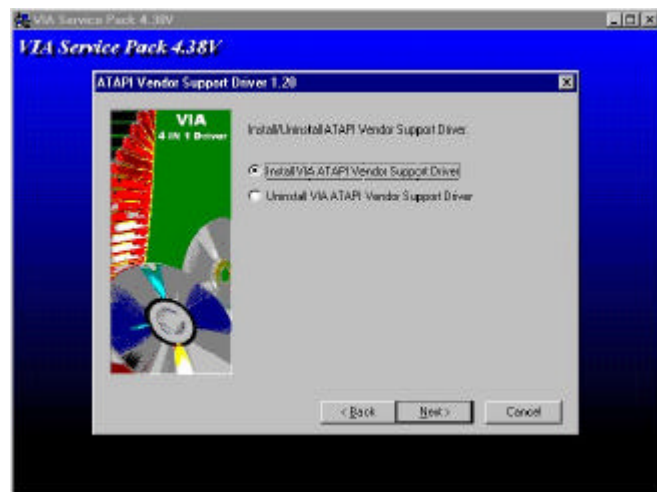 VIA Service Pack 4.38V
VIA Service Pack 4.38V
ATAPI Vendor Support Driver 1.20
VIA
4 IN 1 Driver
Install/Uninstall ATAPI Vendor Support Driver.
Install VIA ATAPI Vendor Support Driver
Uninstall VIA ATAPI Vendor Support Driver
< Back
Next >
Cancel